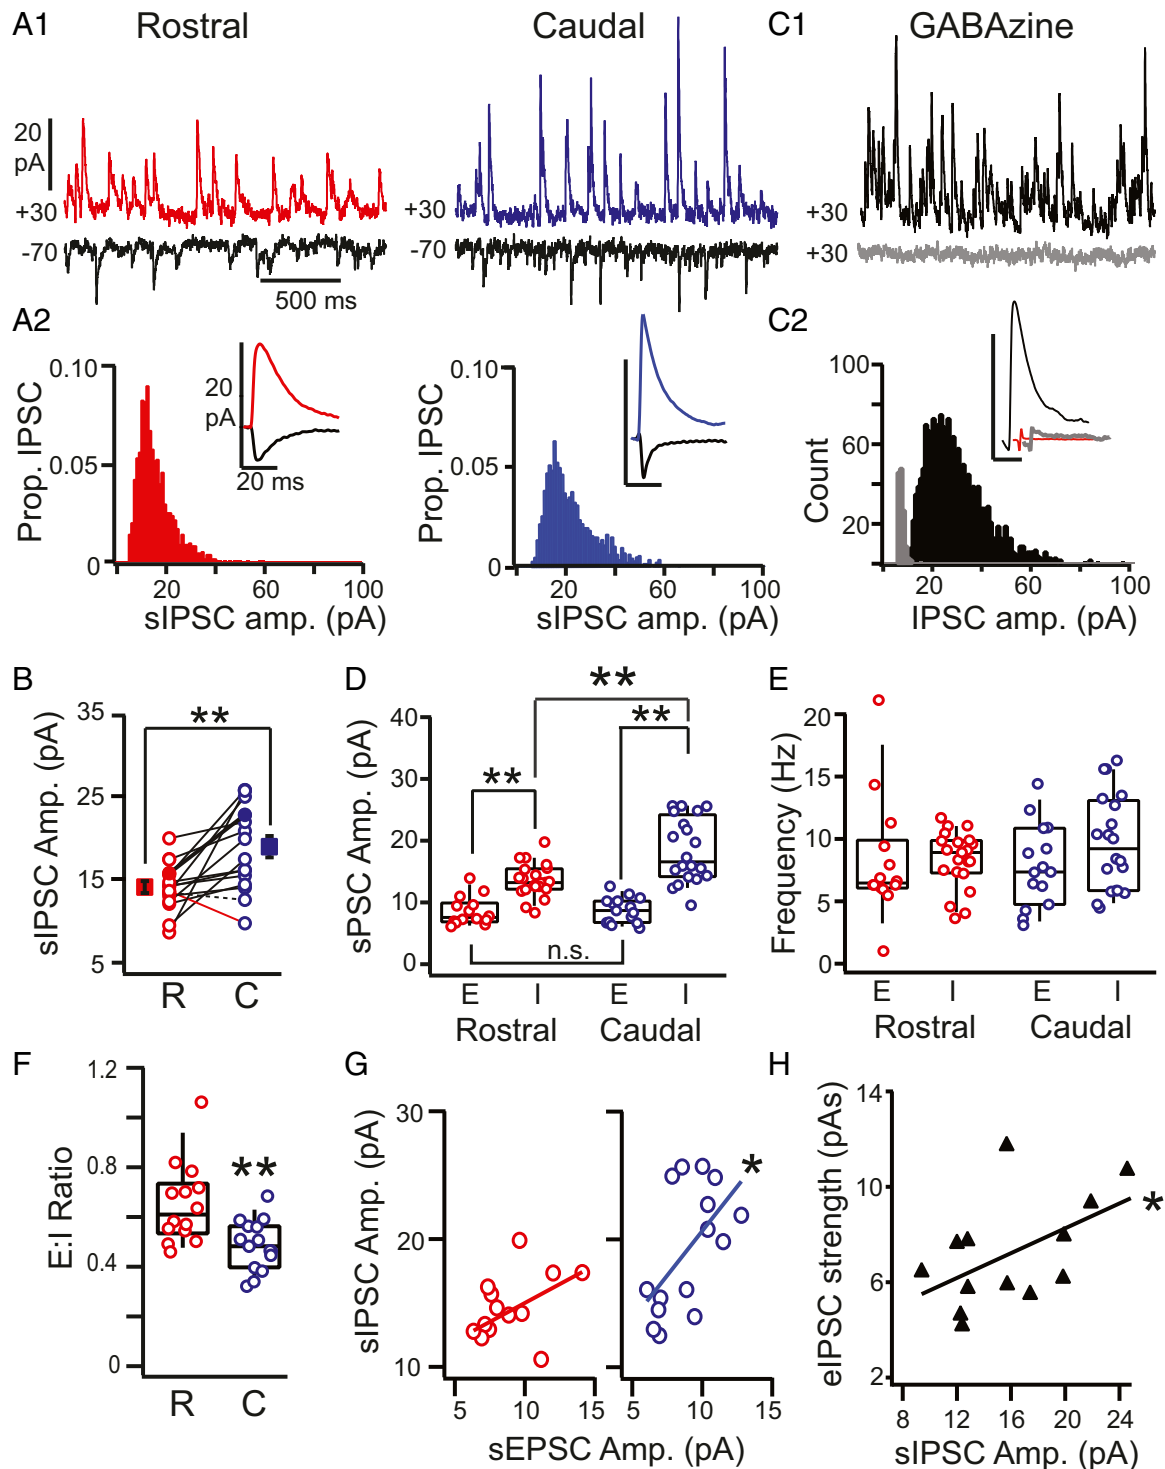 A1 Rostral Caudal C1 GABAzine
20
pA
+30 +30 +30
-70 -70 +30
500 ms
A2 C2
0.10 0.10 100
20
pA
Prop. IPSC Prop. IPSC Count
0.05 0.05 60
20 ms
20
0 0
20 60 100 20 60 100 20 60 100
sIPSC amp. (pA) sIPSC amp. (pA) IPSC amp. (pA)
B D E
**
35 ** 40 ** 20
**
sIPSC Amp. (pA) sPSC Amp. (pA) Frequency (Hz)
25 30 15
20 10
15 10 5
n.s.
5 0 0
R C E I E I E I E I
Rostral Caudal Rostral Caudal
F G H
1.2 30 14
E:I Ratio sIPSC Amp. (pA) eIPSC strength (pAs)
0.8 ** * 10 *
20
0.4 6
0 10 2
R C 5 10 15 5 10 15 8 12 16 20 24
sEPSC Amp. (pA) sIPSC Amp. (pA)